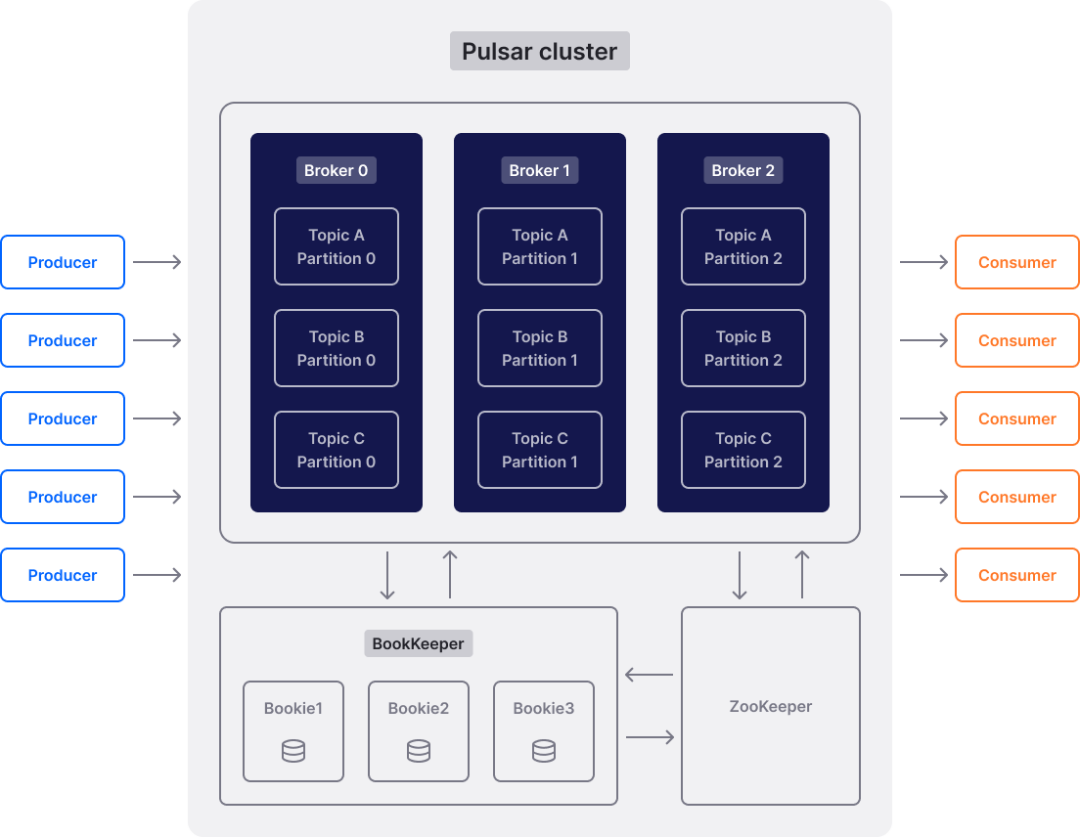 Pulsar cluster
Broker 0
Topic A
Partition 0
Topic B
Partition 0
Topic C
Partition 0
Broker 1
Topic A
Partition 1
Topic B
Partition 1
Topic C
Partition 1
Broker 2
Topic A
Partition 2
Topic B
Partition 2
Topic C
Partition 2
Producer
Producer
Producer
Producer
Producer
Consumer
Consumer
Consumer
Consumer
Consumer
BookKeeper
Bookie1
Bookie2
Bookie3
ZooKeeper